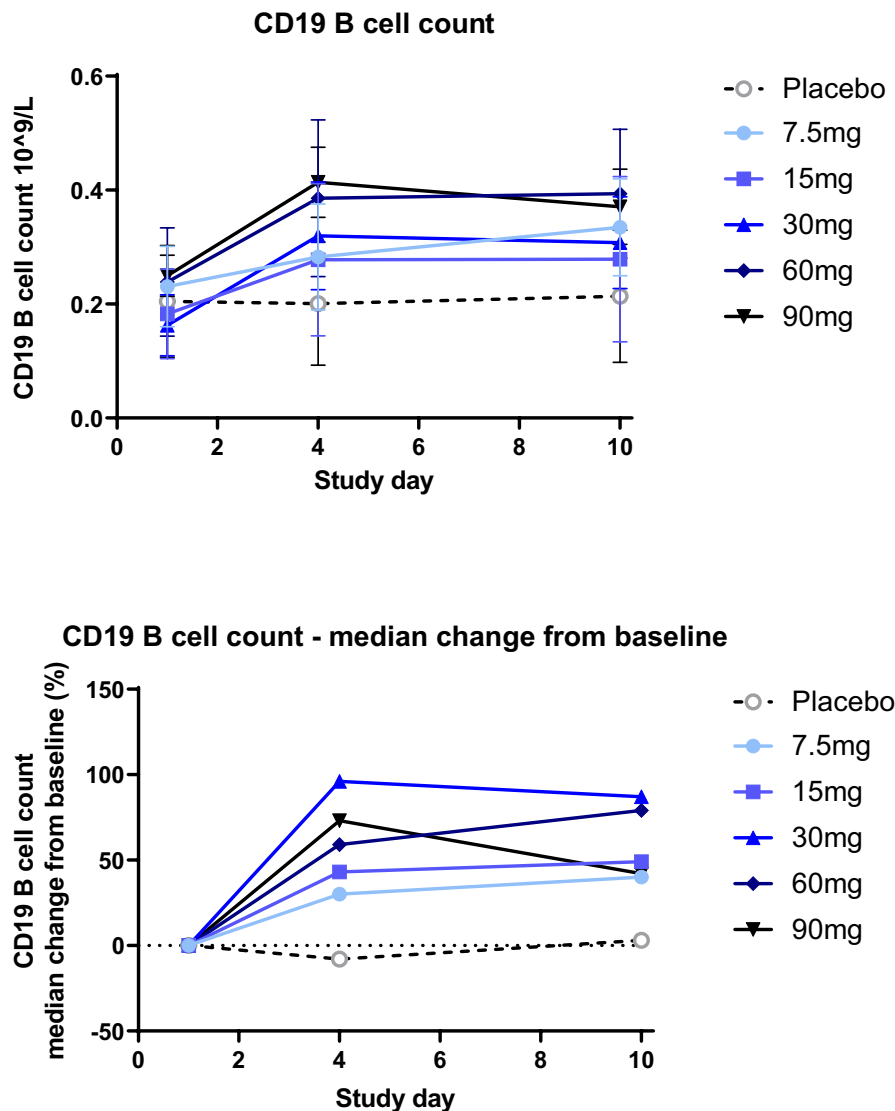 CD19 B cell count
CD19 B cell count 10^9/L
0.6
0.4
0.2
0.0
0 2 4 6 8 10
Study day
Placebo
7.5mg
15mg
30mg
60mg
90mg
CD19 B cell count - median change from baseline
CD19 B cell count
median change from baseline (%)
150
100
50
0
-50
0 2 4 6 8 10
Study day
Placebo
7.5mg
15mg
30mg
60mg
90mg